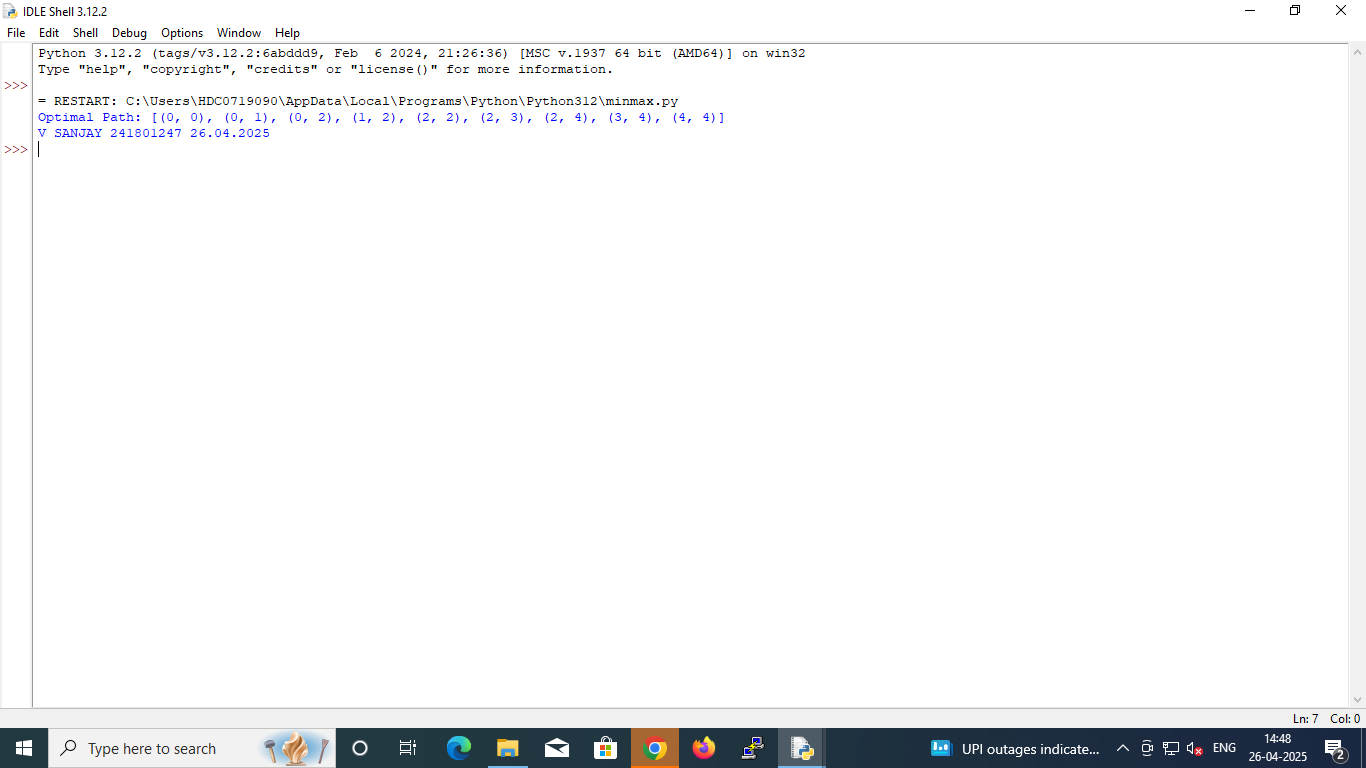 IDLE Shell 3.12.2
File Edit Shell Debug Options Window Help
Python 3.12.2 (tags/v3.12.2:6abddd9, Feb  6 2024, 21:26:36) [MSC v.1937 64 bit (AMD64)] on win32
Type "help", "copyright", "credits" or "license()" for more information.
>>>
= RESTART: C:\Users\HDC0719090\AppData\Local\Programs\Python\Python312\minmax.py
Optimal Path: [(0, 0), (0, 1), (0, 2), (1, 2), (2, 2), (2, 3), (2, 4), (3, 4), (4, 4)]
V SANJAY 241801247 26.04.2025
>>>
Ln: 7 Col: 0
Type here to search
UPI outages indicate...
ENG
14:48
26-04-2025
2